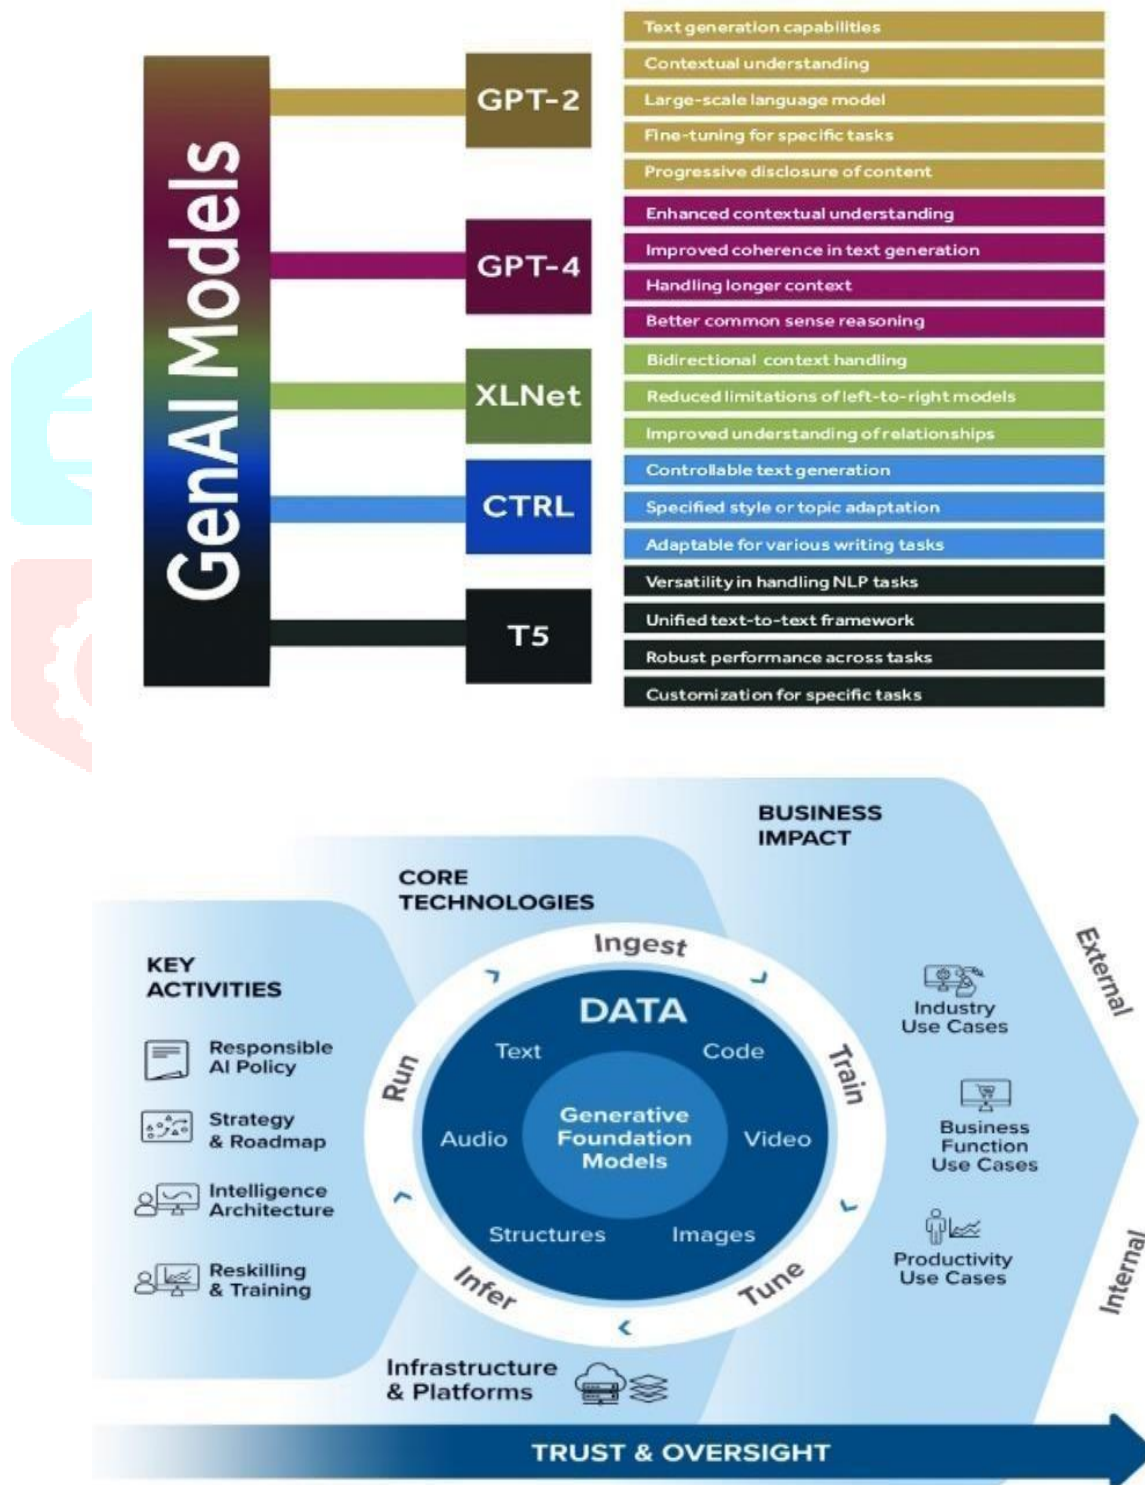 GenAI Models
GPT-2
Text generation capabilities
Contextual understanding
Large-scale language model
Fine-tuning for specific tasks
Progressive disclosure of content
GPT-4
Enhanced contextual understanding
Improved coherence in text generation
Handling longer context
Better common sense reasoning
XLNet
Bidirectional context handling
Reduced limitations of left-to-right models
Improved understanding of relationships
CTRL
Controllable text generation
Specified style or topic adaptation
Adaptable for various writing tasks
T5
Versatility in handling NLP tasks
Unified text-to-text framework
Robust performance across tasks
Customization for specific tasks
KEY
ACTIVITIES
Responsible
AI Policy
Strategy
& Roadmap
Intelligence
Architecture
Reskilling
& Training
CORE
TECHNOLOGIES
Ingest
Train
Tune
Infer
Run
DATA
Text
Code
Audio
Video
Structures
Images
Generative
Foundation
Models
Infrastructure
& Platforms
BUSINESS
IMPACT
Industry
Use Cases
Business
Function
Use Cases
Productivity
Use Cases
External
Internal
TRUST & OVERSIGHT